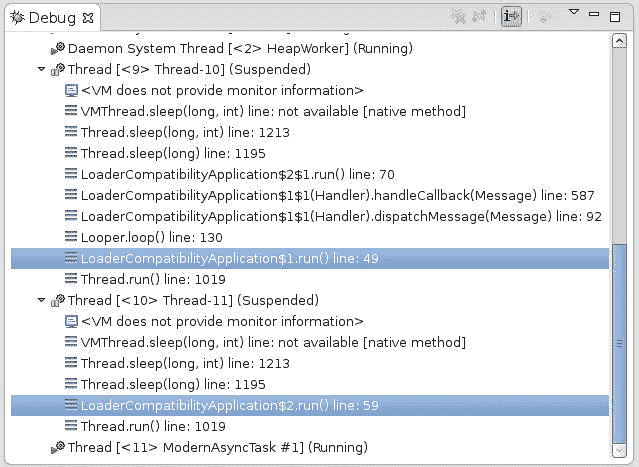 Debug
Daemon System Thread [<2> HeapWorker] (Running)
Thread [<9> Thread-10] (Suspended)
<VM does not provide monitor information>
VMThread.sleep(long, int) line: not available [native method]
Thread.sleep(long, int) line: 1213
Thread.sleep(long) line: 1195
LoaderCompatibilityApplication$2$1.run() line: 70
LoaderCompatibilityApplication$1$1(Handler).handleCallback(Message) line: 587
LoaderCompatibilityApplication$1$1(Handler).dispatchMessage(Message) line: 92
Looper.loop() line: 130
LoaderCompatibilityApplication$1.run() line: 49
Thread.run() line: 1019
Thread [<10> Thread-11] (Suspended)
<VM does not provide monitor information>
VMThread.sleep(long, int) line: not available [native method]
Thread.sleep(long, int) line: 1213
Thread.sleep(long) line: 1195
LoaderCompatibilityApplication$2.run() line: 59
Thread.run() line: 1019
Thread [<11> ModernAsyncTask #1] (Running)